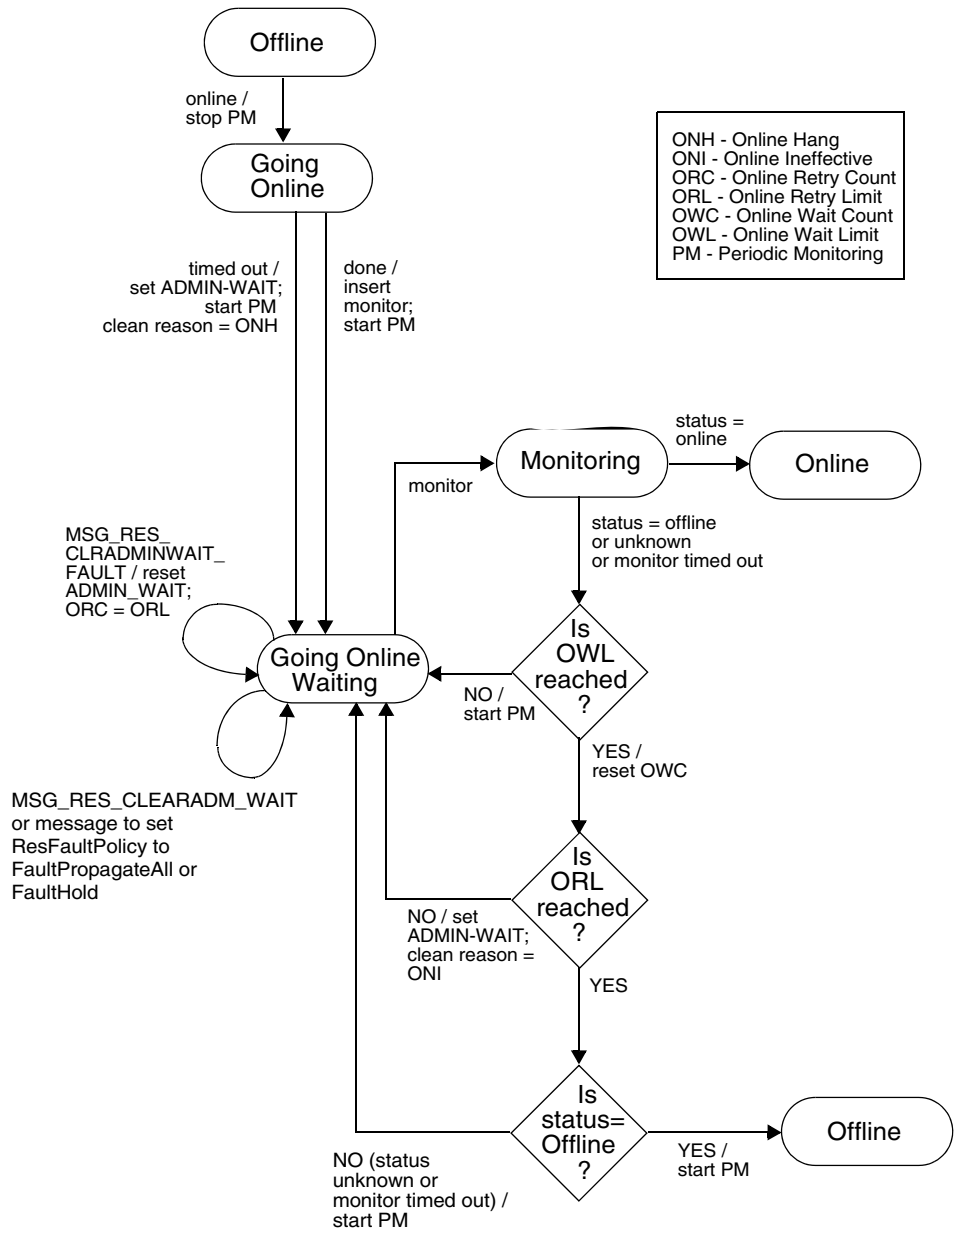 Offline
online /
stop PM
Going
Online
ONH - Online Hang
ONI - Online Ineffective
ORC - Online Retry Count
ORL - Online Retry Limit
OWC - Online Wait Count
OWL - Online Wait Limit
PM - Periodic Monitoring
timed out /
set ADMIN-WAIT;
start PM
clean reason = ONH
done /
insert
monitor;
start PM
status =
online
Monitoring
Online
monitor
status = offline
or unknown
or monitor timed out
MSG_RES_
CLRADMINWAIT_
FAULT / reset
ADMIN_WAIT;
ORC = ORL
Going Online
Waiting
Is
OWL
reached
?
NO /
start PM
YES /
reset OWC
MSG_RES_CLEARADM_WAIT
or message to set
ResFaultPolicy to
FaultPropagateAll or
FaultHold
Is
ORL
reached
?
NO / set
ADMIN-WAIT;
clean reason =
ONI
YES
Is
status=
Offline
?
Offline
YES /
start PM
NO (status
unknown or
monitor timed out) /
start PM